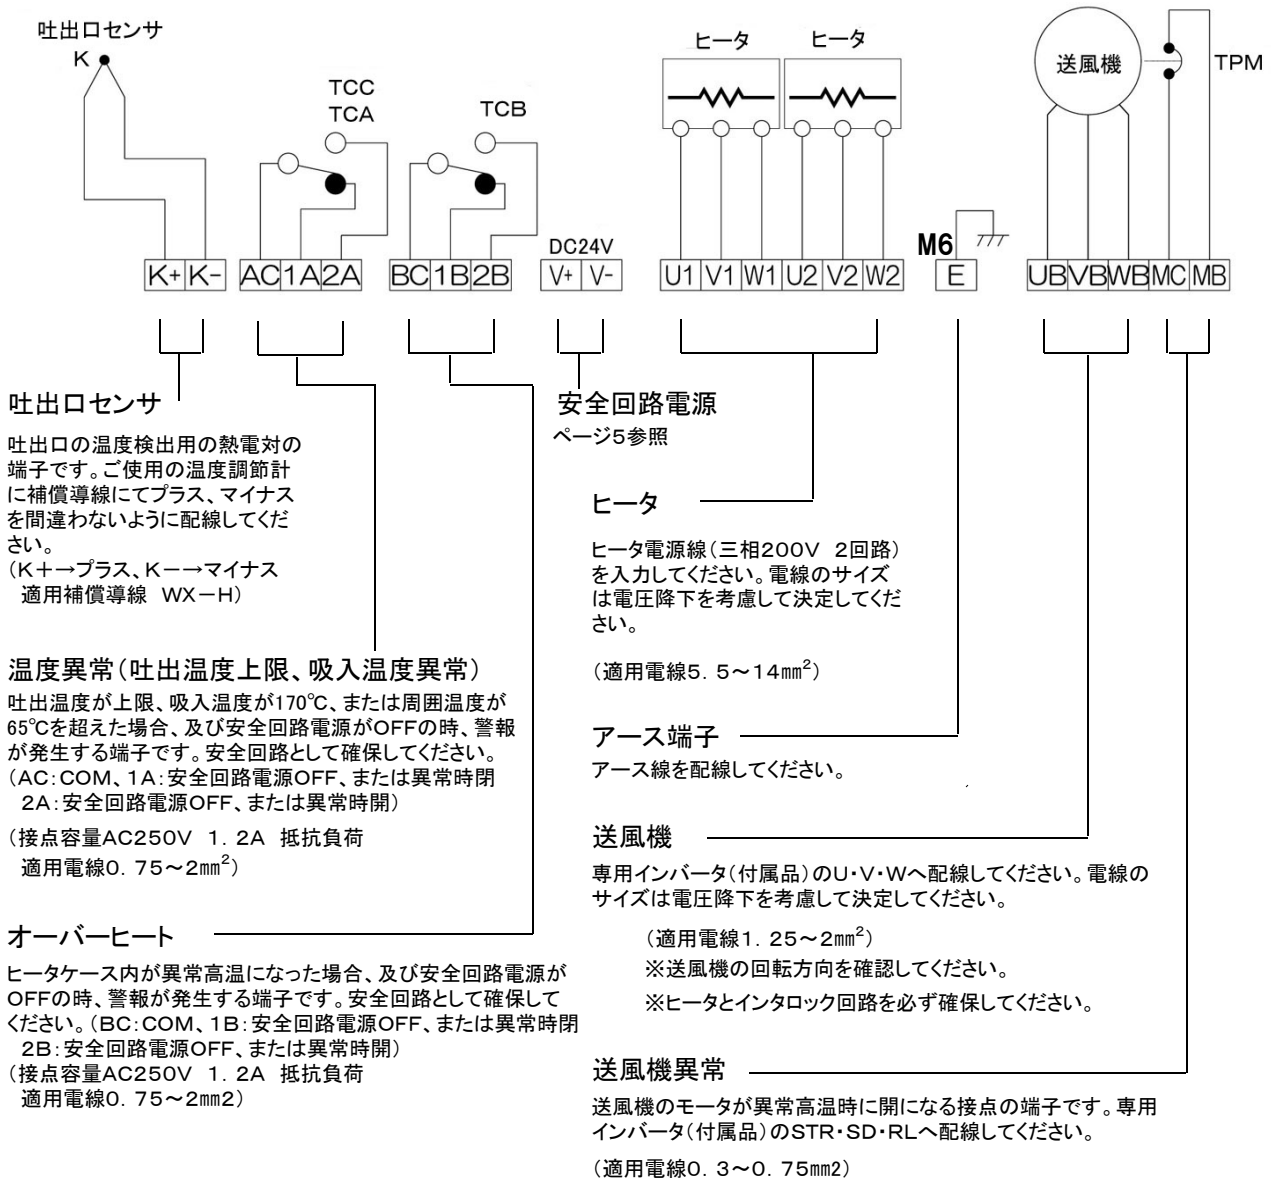 吐出口センサ
K
TCC
TCA
TCB
ヒータ
ヒータ
送風機
TPM
DC24V
M6
K+ K- AC 1A 2A BC 1B 2B V+ V- U1 V1 W1 U2 V2 W2 E UB VB WB MC MB
吐出口センサ
吐出口の温度検出用の熱電対の
端子です。ご使用の温度調節計
に補償導線にてプラス、マイナス
を間違わないように配線してくだ
さい。
(K+→プラス、K-→マイナス
適用補償導線 WX-H)
温度異常(吐出温度上限、吸入温度異常)
吐出温度が上限、吸入温度が170℃、または周囲温度が
65℃を超えた場合、及び安全回路電源がOFFの時、警報
が発生する端子です。安全回路として確保してください。
(AC:COM、1A:安全回路電源OFF、または異常時閉
2A:安全回路電源OFF、または異常時開)
(接点容量AC250V 1.2A 抵抗負荷
適用電線0.75~2㎜²)
オーバーヒート
ヒータケース内が異常高温になった場合、及び安全回路電源が
OFFの時、警報が発生する端子です。安全回路として確保して
ください。(BC:COM、1B:安全回路電源OFF、または異常時閉
2B:安全回路電源OFF、または異常時開)
(接点容量AC250V 1.2A 抵抗負荷
適用電線0.75~2㎜2)
安全回路電源
ページ5参照
ヒータ
ヒータ電源線(三相200V 2回路)
を入力してください。電線のサイズ
は電圧降下を考慮して決定してくだ
さい。
(適用電線5.5~14㎜²)
アース端子
アース線を配線してください。
送風機
専用インバータ(付属品)のU・V・Wへ配線してください。電線の
サイズは電圧降下を考慮して決定してください。
(適用電線1.25~2㎜²)
※送風機の回転方向を確認してください。
※ヒータとインタロック回路を必ず確保してください。
送風機異常
送風機のモータが異常高温時に開になる接点の端子です。専用
インバータ(付属品)のSTR・SD・RLへ配線してください。
(適用電線0.3~0.75㎜2)